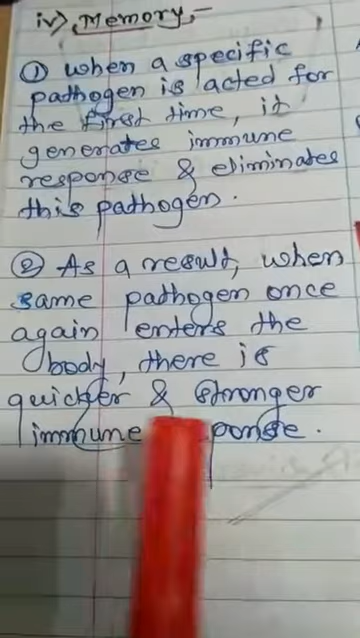 iv) Memory :-
① when a specific
pathogen is acted for
the first time, it
generates immune
response & eliminates
this pathogen.
② As a result, when
same pathogen once
again enters the
body, there is
quicker & stronger
immune ponse.